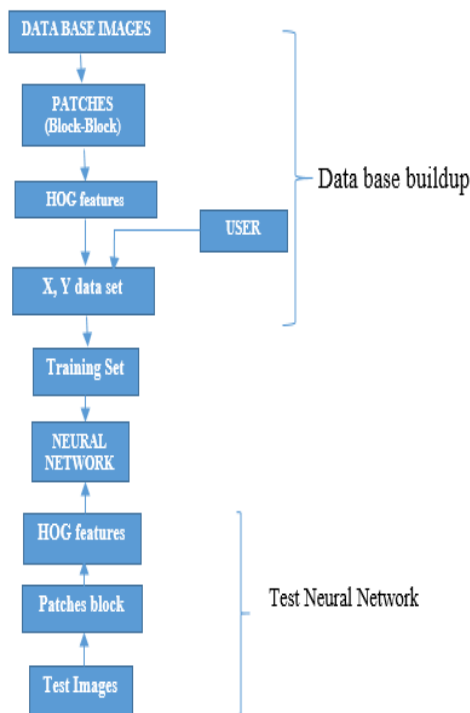 DATA BASE IMAGES
PATCHES
(Block-Block)
HOG features
USER
Data base buildup
X, Y data set
Training Set
NEURAL
NETWORK
HOG features
Patches block
Test Neural Network
Test Images